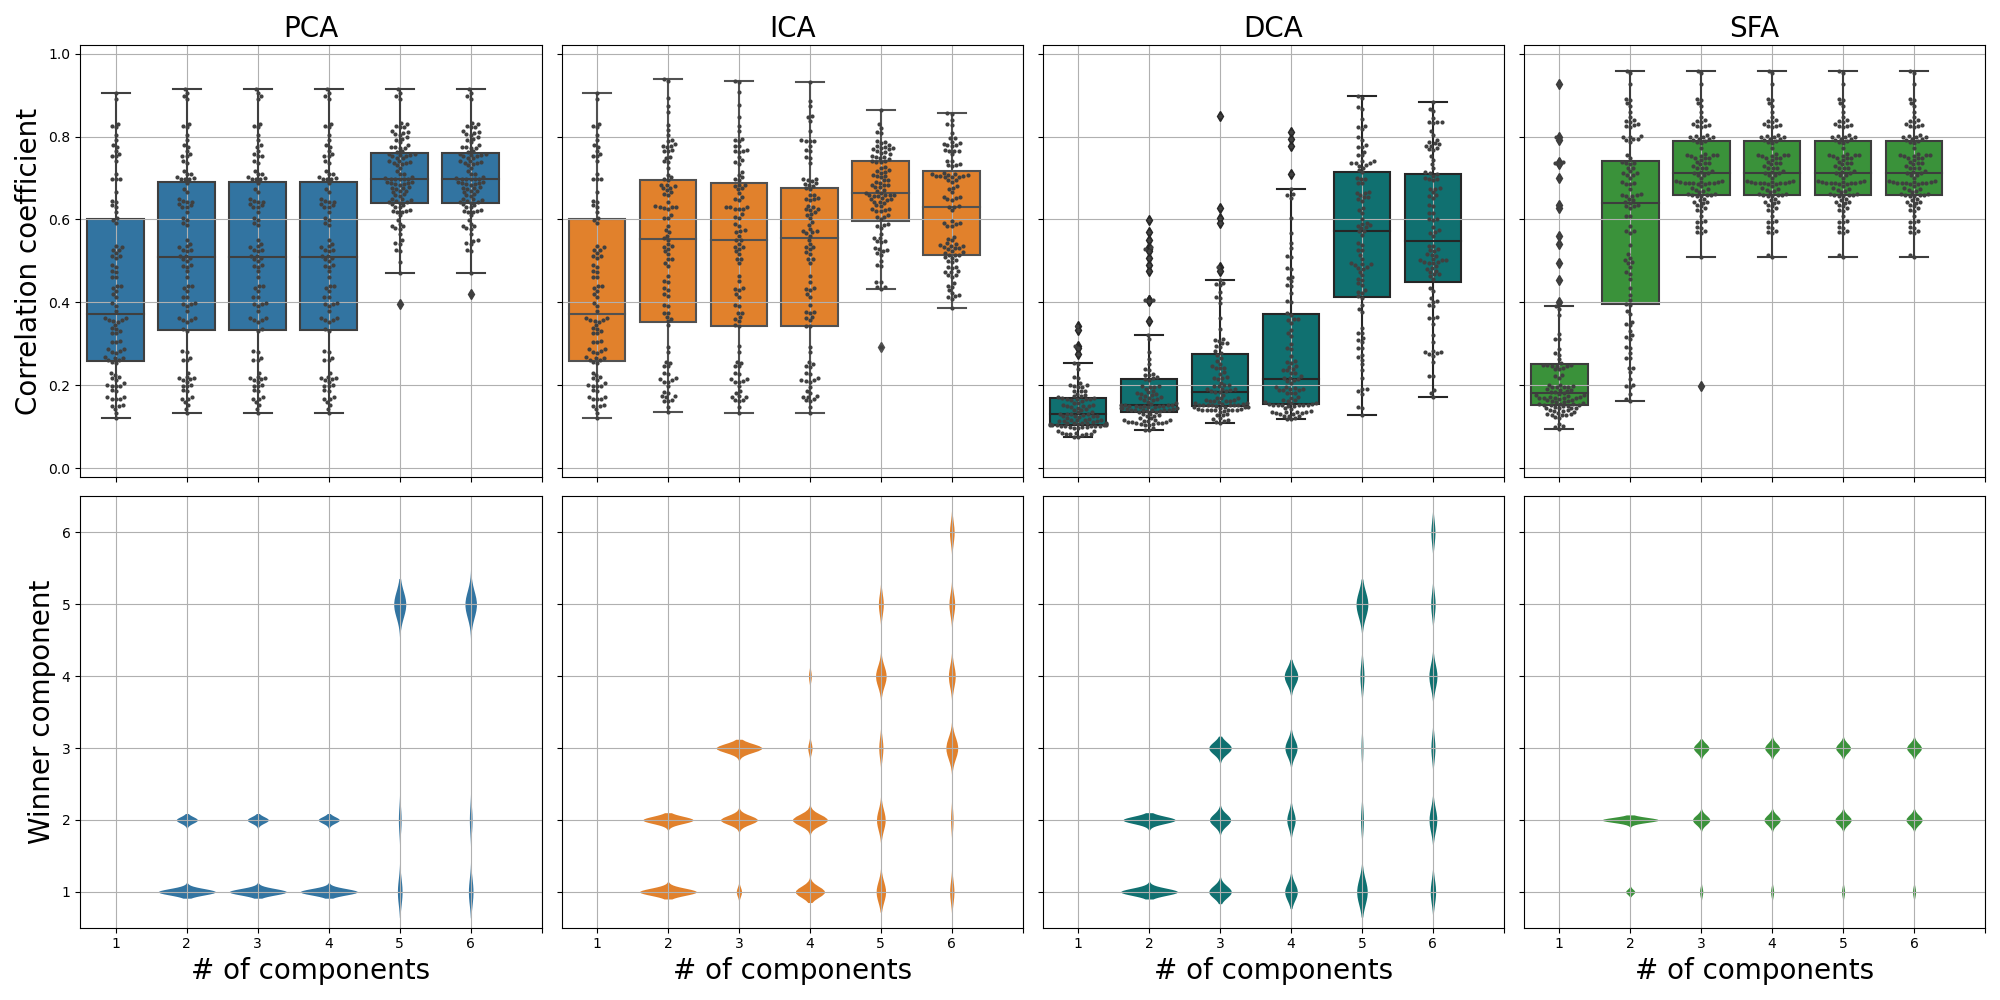 PCA ICA DCA SFA
Correlation coefficient
1.0
0.8
0.6
0.4
0.2
0.0
Winner component
6
5
4
3
2
1
1 2 3 4 5 6 1 2 3 4 5 6 1 2 3 4 5 6 1 2 3 4 5 6
# of components # of components # of components # of components